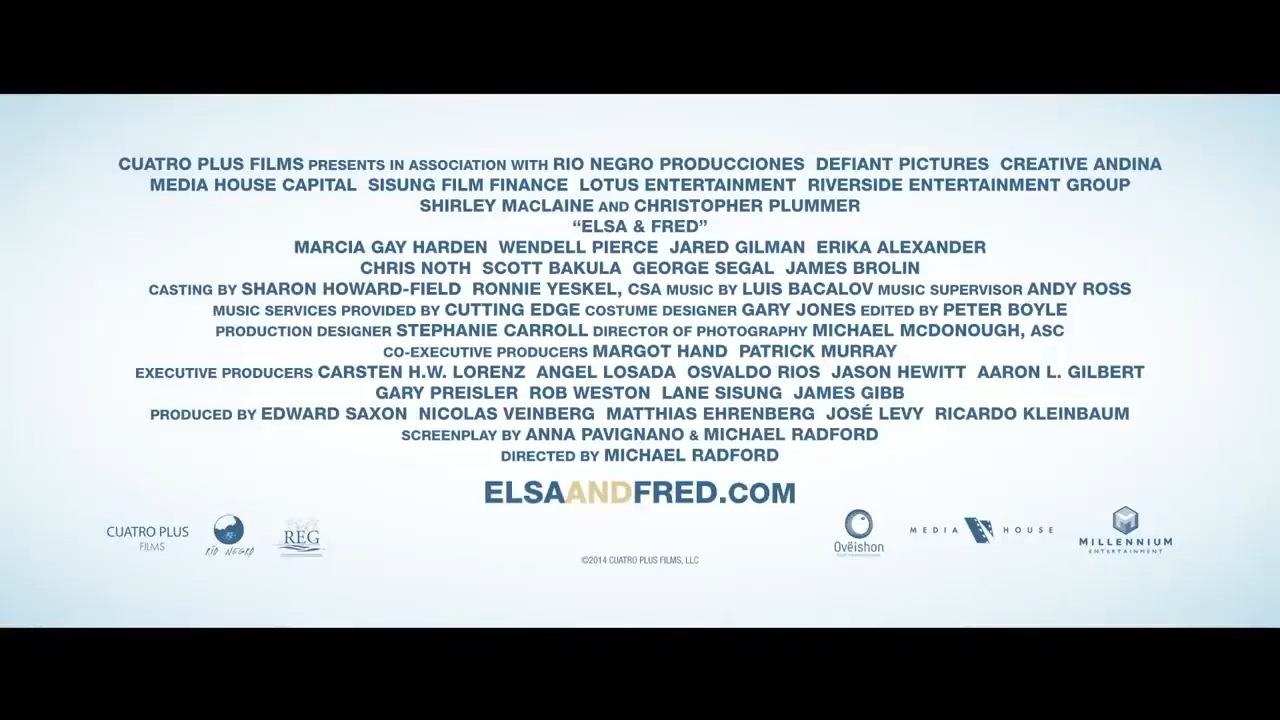 CUATRO PLUS FILMS PRESENTS IN ASSOCIATION WITH RIO NEGRO PRODUCCIONES DEFIANT PICTURES CREATIVE ANDINA
MEDIA HOUSE CAPITAL SISUNG FILM FINANCE LOTUS ENTERTAINMENT RIVERSIDE ENTERTAINMENT GROUP
SHIRLEY MACLAINE AND CHRISTOPHER PLUMMER
“ELSA & FRED”
MARCIA GAY HARDEN WENDELL PIERCE JARED GILMAN ERIKA ALEXANDER
CHRIS NOTH SCOTT BAKULA GEORGE SEGAL JAMES BROLIN
CASTING BY SHARON HOWARD-FIELD RONNIE YESKEL, CSA MUSIC BY LUIS BACALOV MUSIC SUPERVISOR ANDY ROSS
MUSIC SERVICES PROVIDED BY CUTTING EDGE COSTUME DESIGNER GARY JONES EDITED BY PETER BOYLE
PRODUCTION DESIGNER STEPHANIE CARROLL DIRECTOR OF PHOTOGRAPHY MICHAEL MCDONOUGH, ASC
CO-EXECUTIVE PRODUCERS MARGOT HAND PATRICK MURRAY
EXECUTIVE PRODUCERS CARSTEN H.W. LORENZ ANGEL LOSADA OSVALDO RIOS JASON HEWITT AARON L. GILBERT
GARY PREISLER ROB WESTON LANE SISUNG JAMES GIBB
PRODUCED BY EDWARD SAXON NICOLAS VEINBERG MATTHIAS EHRENBERG JOSÉ LEVY RICARDO KLEINBAUM
SCREENPLAY BY ANNA PAVIGNANO & MICHAEL RADFORD
DIRECTED BY MICHAEL RADFORD
ELSAANDFRED.COM
CUATRO PLUS
FILMS
RÍO NEGRO
REG
Ovëishon
MEDIA HOUSE
MILLENNIUM
ENTERTAINMENT
©2014 CUATRO PLUS FILMS, LLC